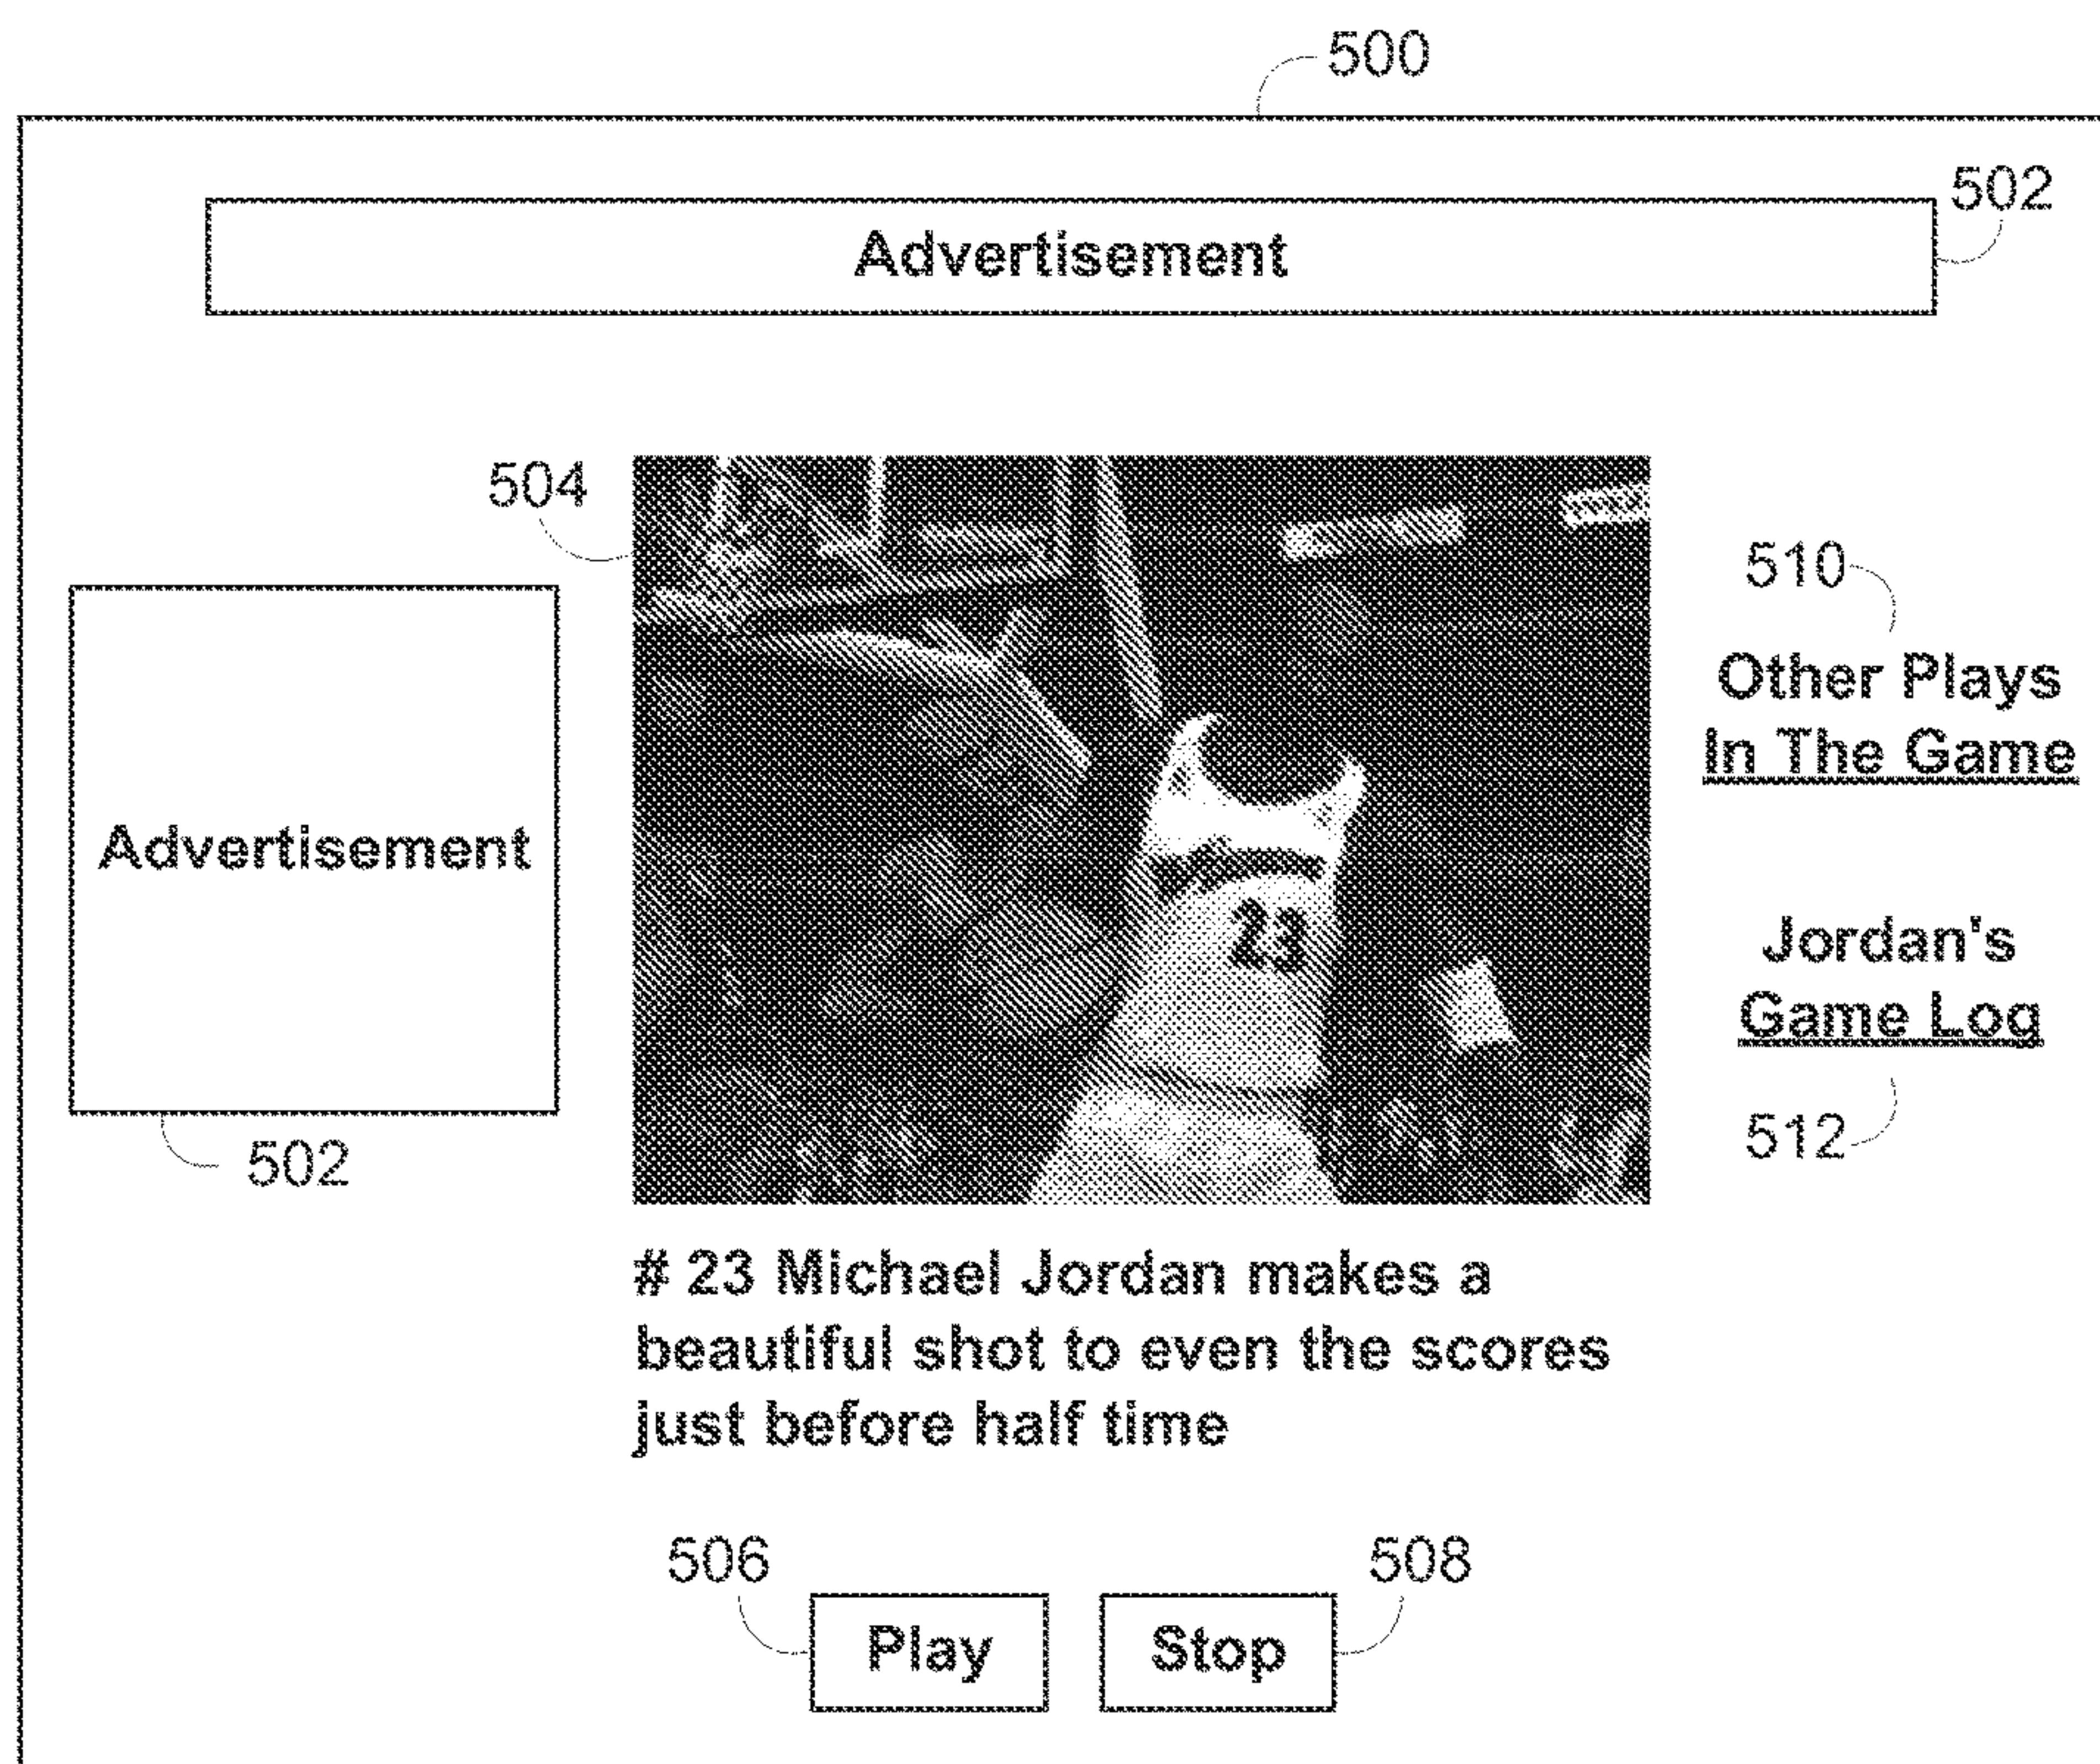 500
502
Advertisement
504
510
Other Plays
In The Game
Advertisement
23
Jordan's
Game Log
512
502
# 23 Michael Jordan makes a
beautiful shot to even the scores
just before half time
506
508
Play
Stop